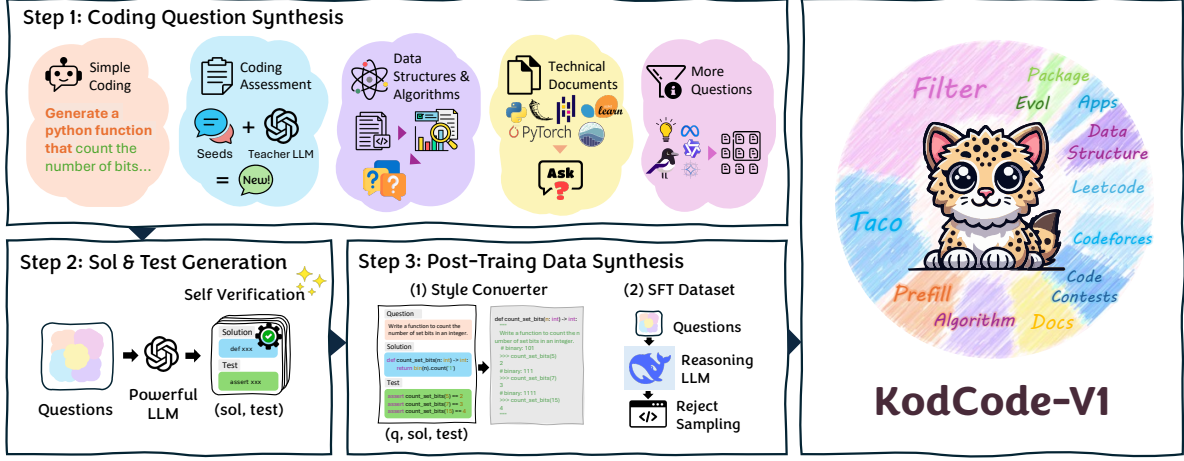 Step 1: Coding Question Synthesis
Simple
Coding
Generate a
python function
that count the
number of bits...
Coding
Assessment
Seeds
+
Teacher LLM
=
New!
Data
Structures &
Algorithms
Technical
Documents
learn
PyTorch
Ask
?
More
Questions
Step 2: Sol & Test Generation
Self Verification
Questions
Powerful
LLM
Solution
def xxx
Test
assert xxx
(sol, test)
Step 3: Post-Traing Data Synthesis
(1) Style Converter
Question
Write a function to count the
number of set bits in an integer.
Solution
def count_set_bits(n: int) -> int:
return bin(n).count('1')
Test
assert count_set_bits(5) == 2
assert count_set_bits(7) == 3
assert count_set_bits(15) == 4
(q, sol, test)
def count_set_bits(n: int) -> int:
"""
Write a function to count the n
umber of set bits in an integer.
# binary: 101
>>> count_set_bits(5)
2
# binary: 111
>>> count_set_bits(7)
3
# binary: 1111
>>> count_set_bits(15)
4
"""
(2) SFT Dataset
Questions
Reasoning
LLM
Reject
Sampling
Filter
Package
Evol
Apps
Data
Structure
Leetcode
Taco
Codeforces
Code
Contests
Prefill
Algorithm
Docs
KodCode-V1